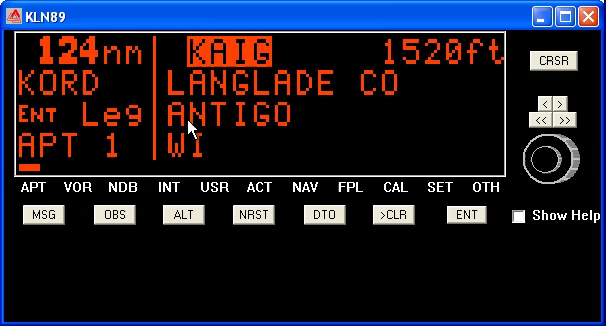 KLN89
124nm KAIG 1520ft
KORD LANGLADE CO
ENT Leg ANTIGO
APT 1 WI
CRSR
< >
<< >>
APT VOR NDB INT USR ACT NAV FPL CAL SET OTH
MSG OBS ALT NRST DTO >CLR ENT Show Help